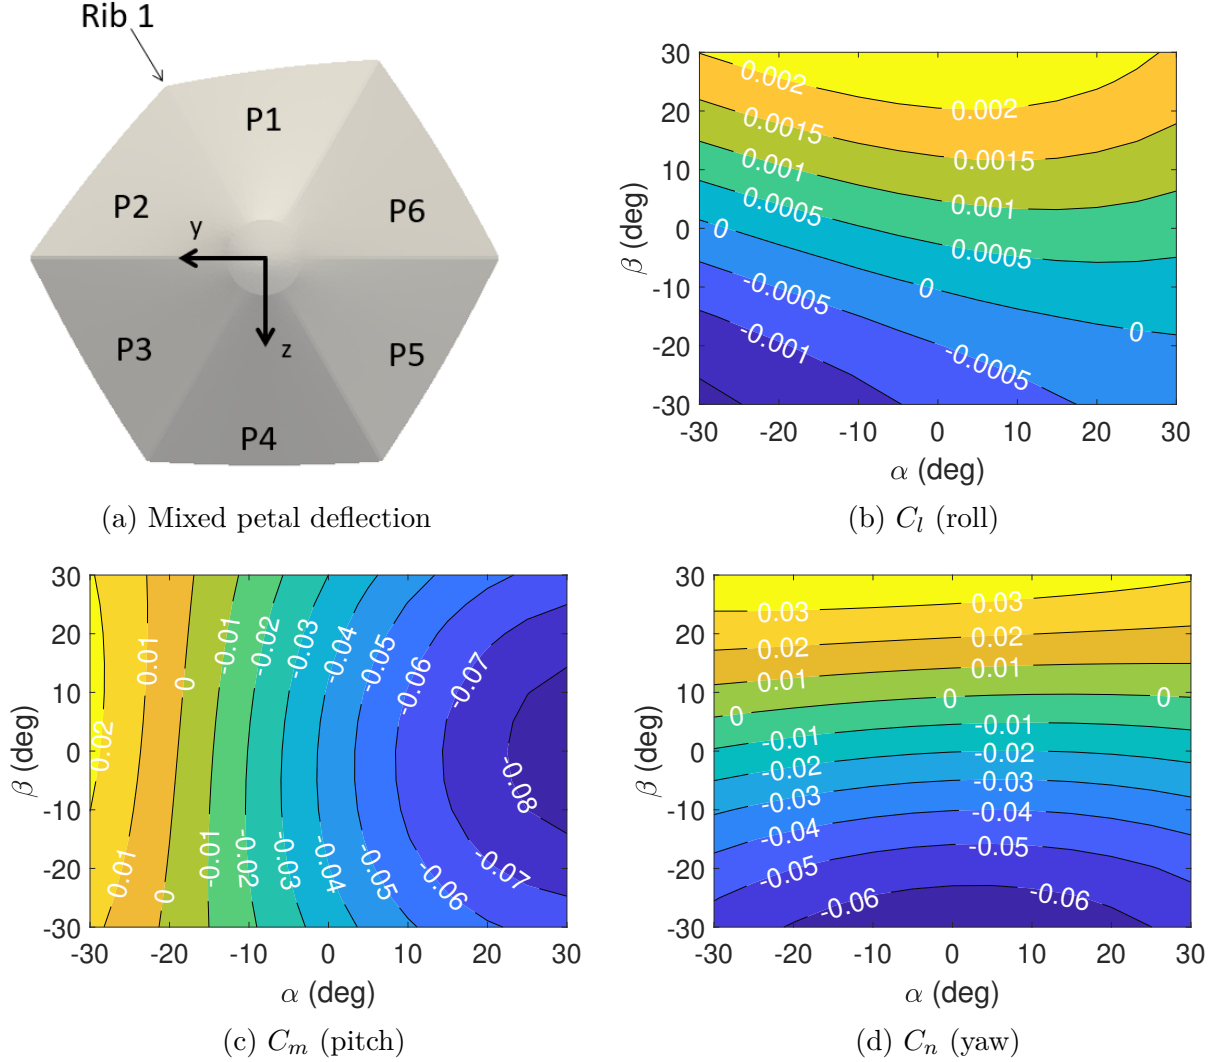 Rib 1
P1
P2
P6
y
P3
z
P5
P4
(a) Mixed petal deflection
30
20
10
0
-10
-20
-30
β (deg)
0.002
0.002
0.0015
0.0015
0.001
0.001
0.0005
0.0005
0
0
0
-0.0005
-0.0005
-0.001
-30 -20 -10 0 10 20 30
α (deg)
(b) Cl (roll)
30
20
10
0
-10
-20
-30
β (deg)
0.02
0.01
0
-0.01
-0.02
-0.03
-0.04
-0.05
-0.06
-0.07
-0.08
0.01
0
-0.01
-0.02
-0.03
-0.04
-0.05
-0.06
-0.07
-30 -20 -10 0 10 20 30
α (deg)
(c) Cm (pitch)
30
20
10
0
-10
-20
-30
β (deg)
0.03 0.03
0.02 0.02
0.01 0.01
0 0 0
-0.01 -0.01
-0.02 -0.02
-0.03 -0.03
-0.04 -0.04
-0.05 -0.05
-0.06 -0.06
-30 -20 -10 0 10 20 30
α (deg)
(d) Cn (yaw)